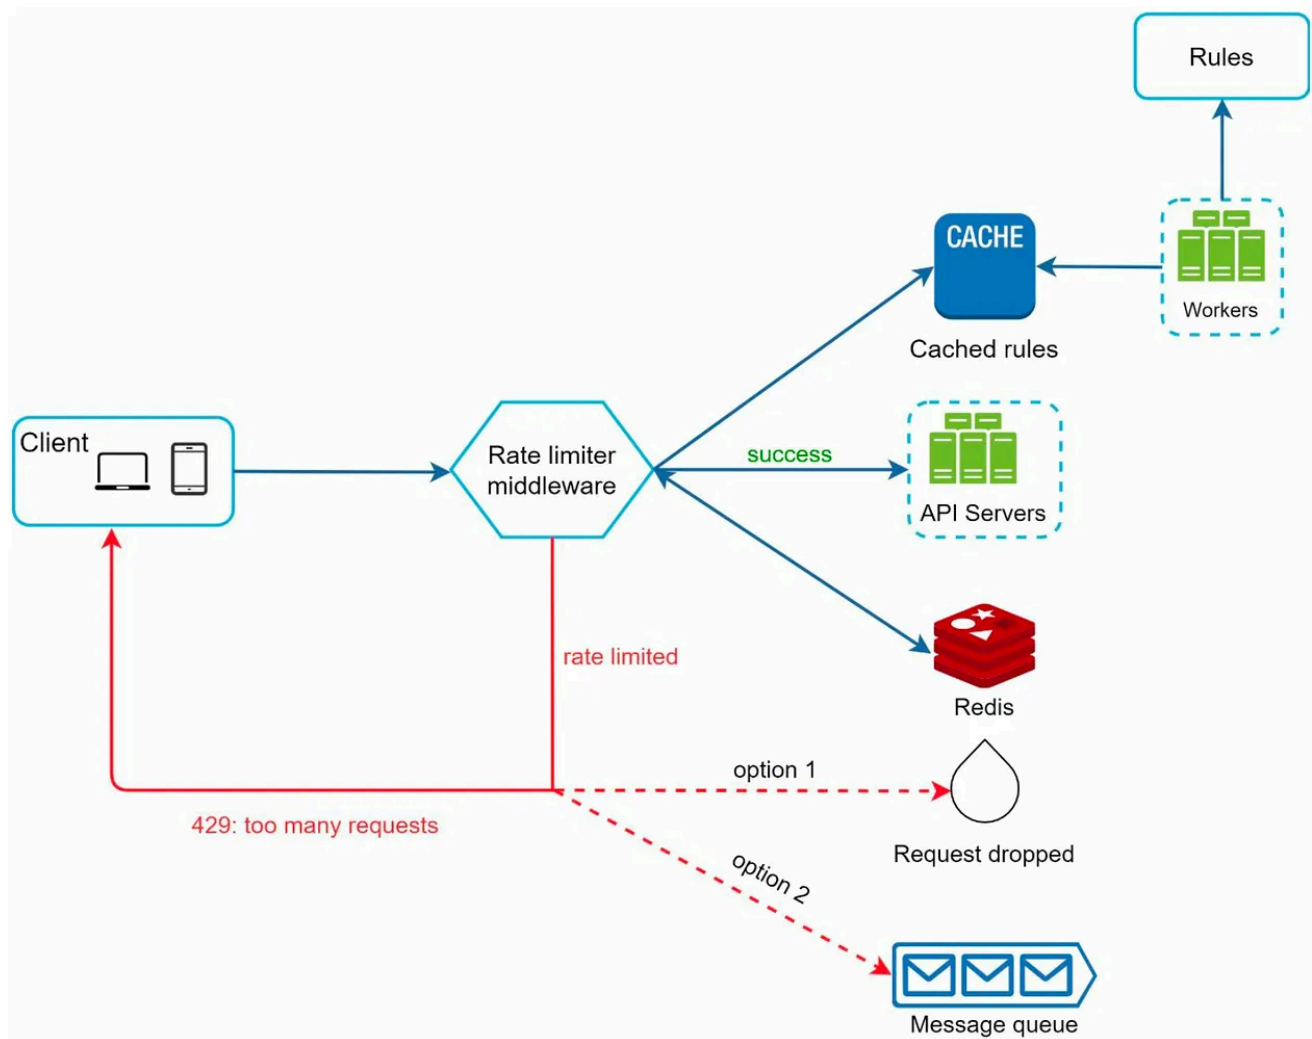 Rules
CACHE
Workers
Cached rules
Client
Rate limiter
middleware
success
API Servers
rate limited
Redis
option 1
429: too many requests
Request dropped
option 2
Message queue